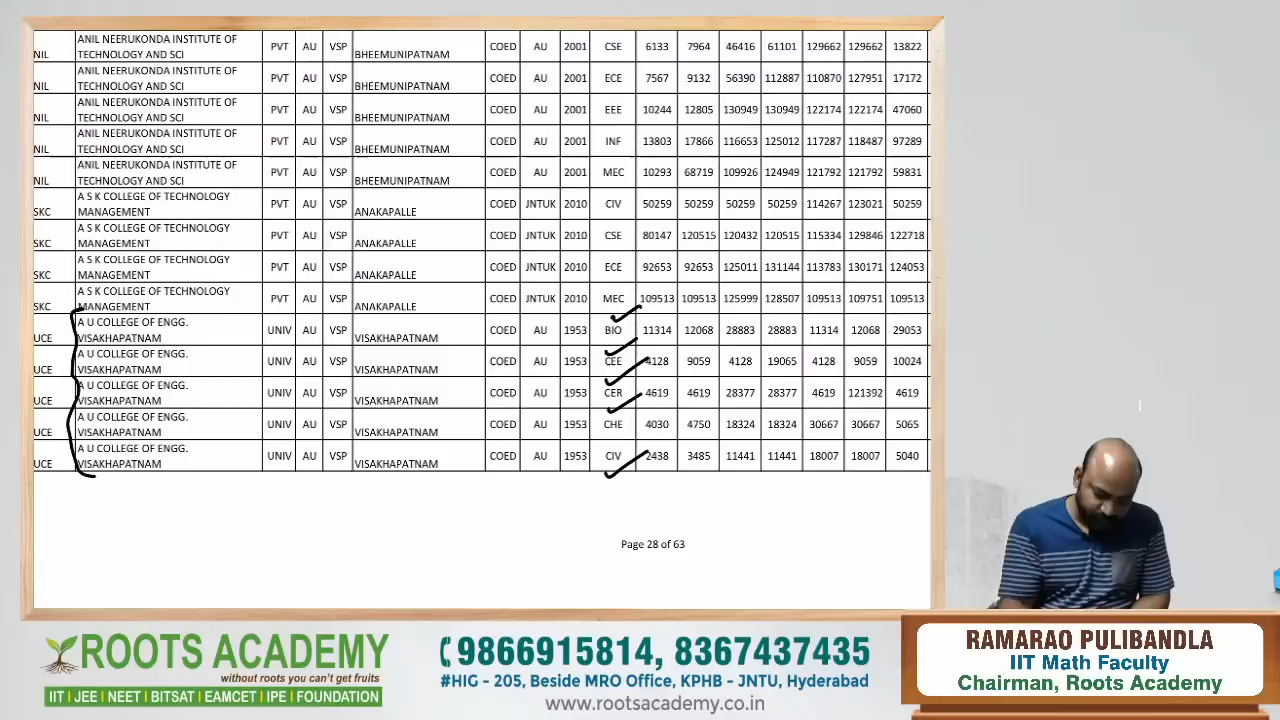 NIL ANIL NEERUKONDA INSTITUTE OF TECHNOLOGY AND SCI PVT AU VSP BHEEMUNIPATNAM COED AU 2001 CSE 6133 7964 46416 61101 129662 129662 13822
NIL ANIL NEERUKONDA INSTITUTE OF TECHNOLOGY AND SCI PVT AU VSP BHEEMUNIPATNAM COED AU 2001 ECE 7567 9132 56390 112887 110870 127951 17172
NIL ANIL NEERUKONDA INSTITUTE OF TECHNOLOGY AND SCI PVT AU VSP BHEEMUNIPATNAM COED AU 2001 EEE 10244 12805 130949 130949 122174 122174 47060
NIL ANIL NEERUKONDA INSTITUTE OF TECHNOLOGY AND SCI PVT AU VSP BHEEMUNIPATNAM COED AU 2001 INF 13803 17866 116653 125012 117287 118487 97289
NIL ANIL NEERUKONDA INSTITUTE OF TECHNOLOGY AND SCI PVT AU VSP BHEEMUNIPATNAM COED AU 2001 MEC 10293 68719 109926 124949 121792 121792 59831
SKC A S K COLLEGE OF TECHNOLOGY MANAGEMENT PVT AU VSP ANAKAPALLE COED JNTUK 2010 CIV 50259 50259 50259 50259 114267 123021 50259
SKC A S K COLLEGE OF TECHNOLOGY MANAGEMENT PVT AU VSP ANAKAPALLE COED JNTUK 2010 CSE 80147 120515 120432 120515 115334 129846 122718
SKC A S K COLLEGE OF TECHNOLOGY MANAGEMENT PVT AU VSP ANAKAPALLE COED JNTUK 2010 ECE 92653 92653 125011 131144 113783 130171 124053
SKC A S K COLLEGE OF TECHNOLOGY MANAGEMENT PVT AU VSP ANAKAPALLE COED JNTUK 2010 MEC 109513 109513 125999 128507 109513 109751 109513
UCE A U COLLEGE OF ENGG. VISAKHAPATNAM UNIV AU VSP VISAKHAPATNAM COED AU 1953 BIO 11314 12068 28883 28883 11314 12068 29053
UCE A U COLLEGE OF ENGG. VISAKHAPATNAM UNIV AU VSP VISAKHAPATNAM COED AU 1953 CEE 4128 9059 4128 19065 4128 9059 10024
UCE A U COLLEGE OF ENGG. VISAKHAPATNAM UNIV AU VSP VISAKHAPATNAM COED AU 1953 CER 4619 4619 28377 28377 4619 121392 4619
UCE A U COLLEGE OF ENGG. VISAKHAPATNAM UNIV AU VSP VISAKHAPATNAM COED AU 1953 CHE 4030 4750 18324 18324 30667 30667 5065
UCE A U COLLEGE OF ENGG. VISAKHAPATNAM UNIV AU VSP VISAKHAPATNAM COED AU 1953 CIV 2438 3485 11441 11441 18007 18007 5040
Page 28 of 63
ROOTS ACADEMY
without roots you can't get fruits
IIT | JEE | NEET | BITSAT | EAMCET | IPE | FOUNDATION
9866915814, 8367437435
#HIG - 205, Beside MRO Office, KPHB - JNTU, Hyderabad
www.rootsacademy.co.in
RAMARAO PULIBANDLA
IIT Math Faculty
Chairman, Roots Academy